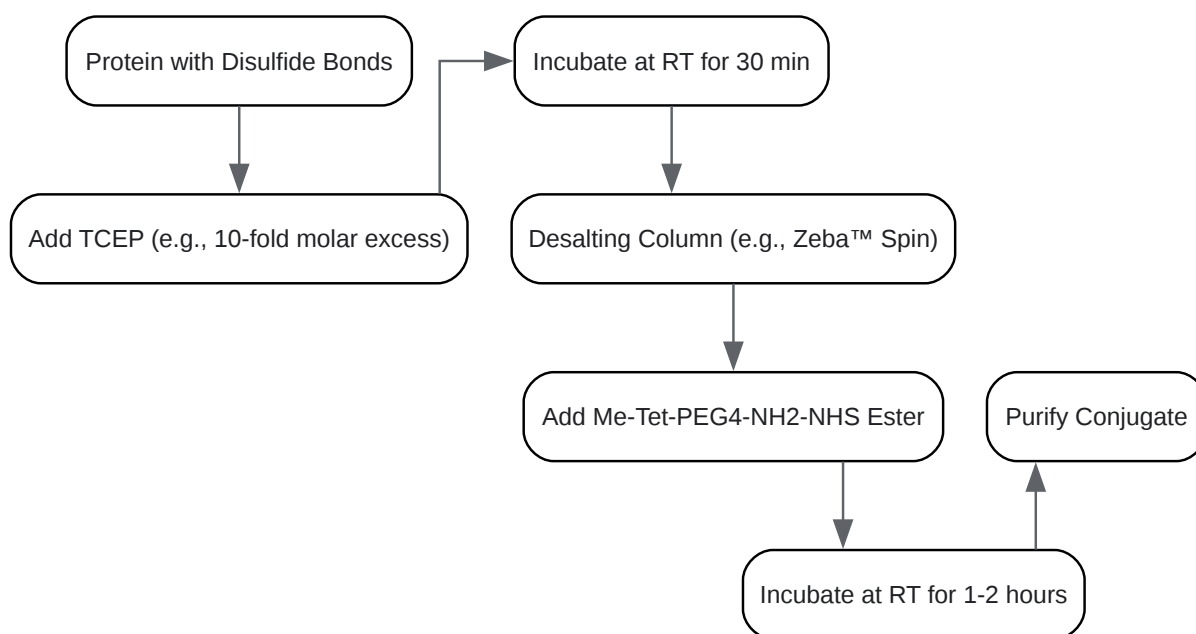 Protein with Disulfide Bonds
Add TCEP (e.g., 10-fold molar excess)
Incubate at RT for 30 min
Desalting Column (e.g., Zeba™ Spin)
Add Me-Tet-PEG4-NH2-NHS Ester
Incubate at RT for 1-2 hours
Purify Conjugate